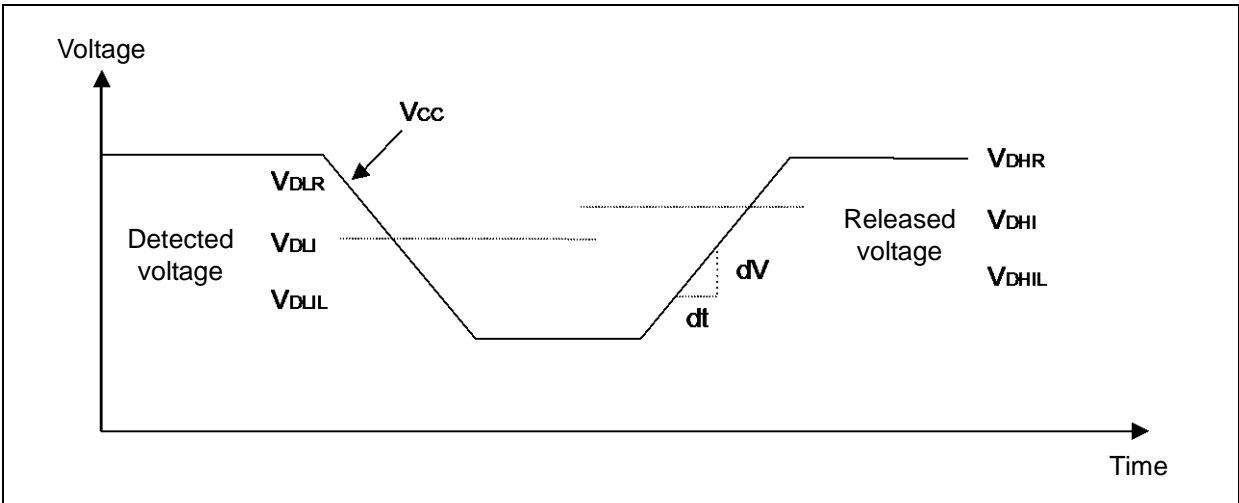 Voltage
VCC
VDLR
VDHR
Detected
voltage
VDLI
Released
voltage
VDHI
VDLIL
dV
VDHIL
dt
Time